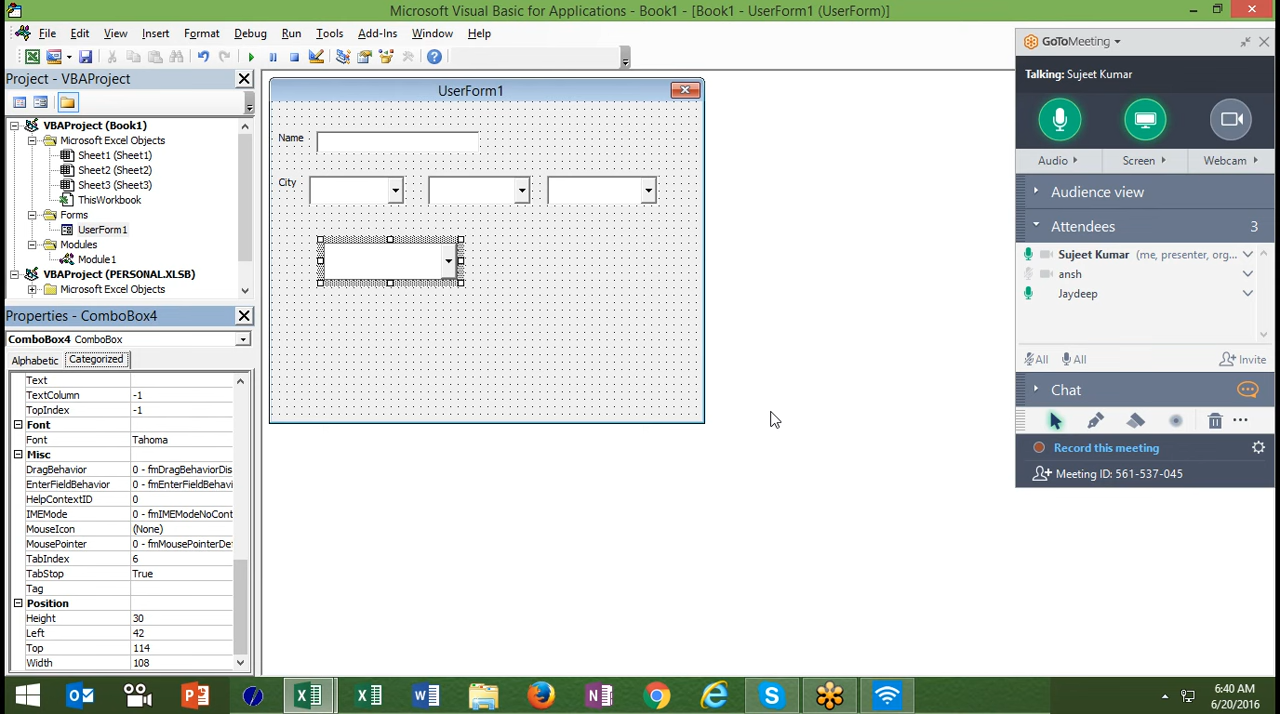 Microsoft Visual Basic for Applications - Book1 - [Book1 - UserForm1 (UserForm)]
File Edit View Insert Format Debug Run Tools Add-Ins Window Help
Project - VBAProject
VBAProject (Book1)
Microsoft Excel Objects
Sheet1 (Sheet1)
Sheet2 (Sheet2)
Sheet3 (Sheet3)
ThisWorkbook
Forms
UserForm1
Modules
Module1
VBAProject (PERSONAL.XLSB)
Microsoft Excel Objects
Properties - ComboBox4
ComboBox4 ComboBox
Alphabetic Categorized
Text
TextColumn -1
TopIndex -1
Font
Font Tahoma
Misc
DragBehavior 0 - fmDragBehaviorDis
EnterFieldBehavior 0 - fmEnterFieldBehavi
HelpContextID 0
IMEMode 0 - fmIMEModeNoCont
MouseIcon (None)
MousePointer 0 - fmMousePointerDe
TabIndex 6
TabStop True
Tag
Position
Height 30
Left 42
Top 114
Width 108
UserForm1
Name
City
GoToMeeting
Talking: Sujeet Kumar
Audio Screen Webcam
Audience view
Attendees 3
Sujeet Kumar (me, presenter, org...
ansh
Jaydeep
All All Invite
Chat
Record this meeting
Meeting ID: 561-537-045
6:40 AM
6/20/2016